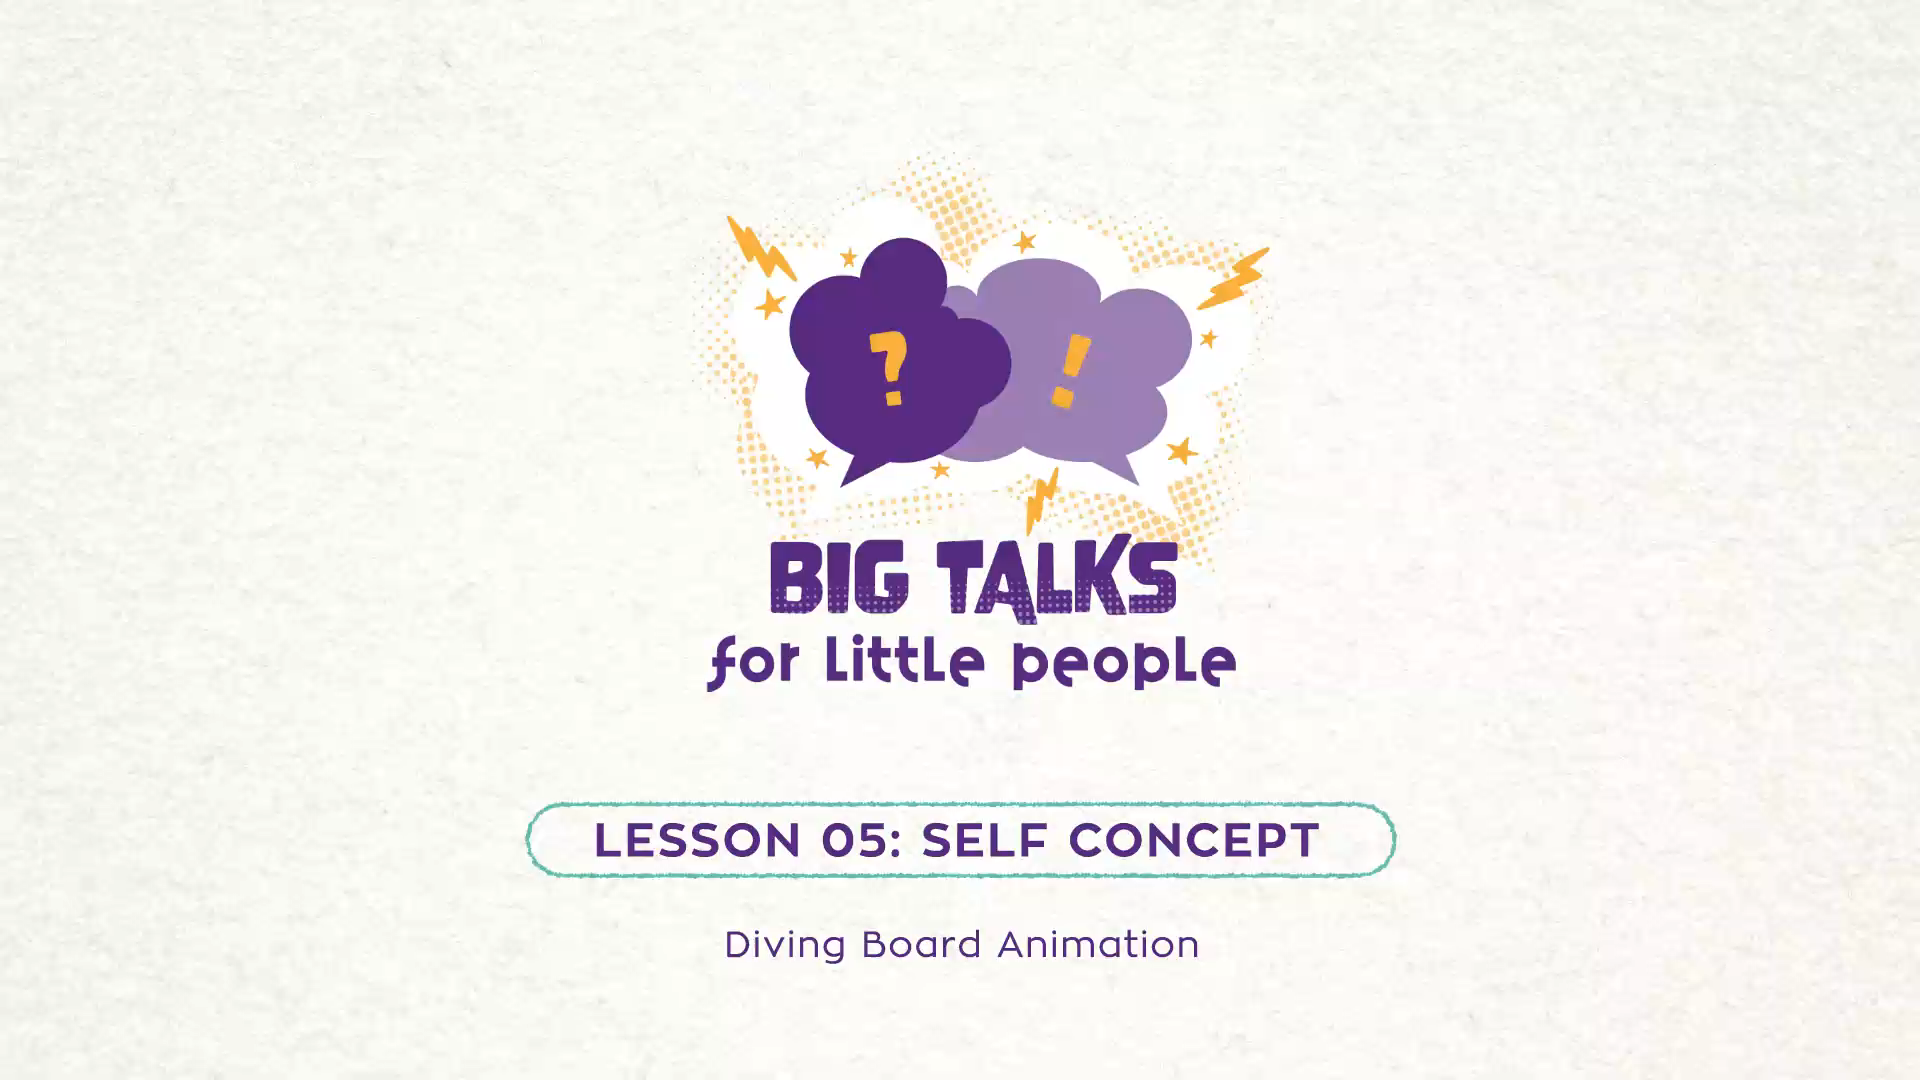 ?
!
BIG TALKS
for little people
LESSON 05: SELF CONCEPT
Diving Board Animation